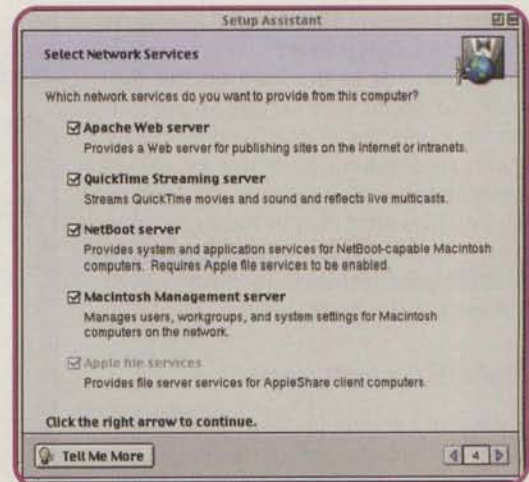 Setup Assistant
Select Network Services
Which network services do you want to provide from this computer?
Apache Web server
Provides a Web server for publishing sites on the Internet or intranets.
QuickTime Streaming server
Streams QuickTime movies and sound and reflects live multicasts.
NetBoot server
Provides system and application services for NetBoot-capable Macintosh
computers. Requires Apple file services to be enabled.
Macintosh Management server
Manages users, workgroups, and system settings for Macintosh
computers on the network.
Apple file services
Provides file server services for AppleShare client computers.
Click the right arrow to continue.
Tell Me More
4